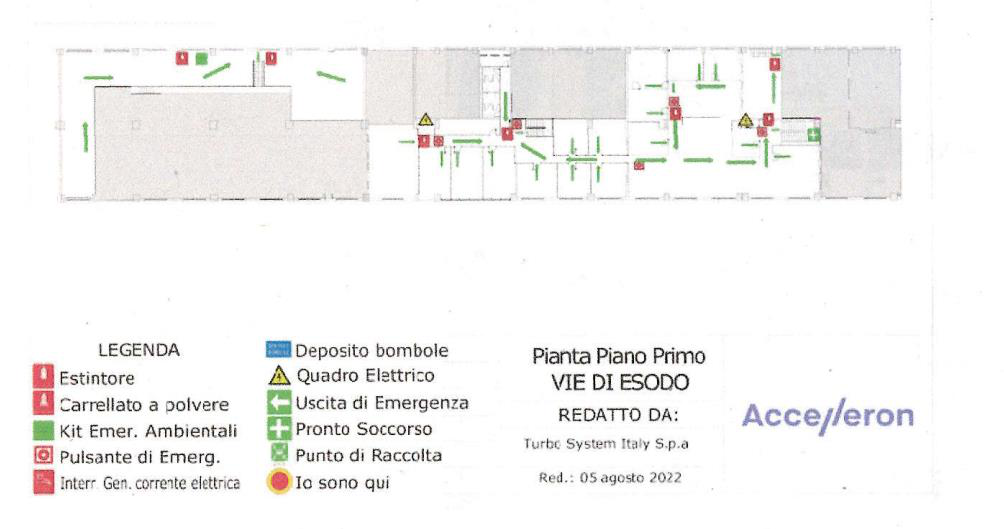 LEGENDA
Estintore
Carrellato a polvere
Kit Emer. Ambientali
Pulsante di Emerg.
Interr. Gen. corrente elettrica
Deposito bombole
Quadro Elettrico
Uscita di Emergenza
Pronto Soccorso
Punto di Raccolta
Io sono qui
Pianta Piano Primo
VIE DI ESODO
REDATTO DA:
Turbo System Italy S.p.a
Red.: 05 agosto 2022
Accelleron